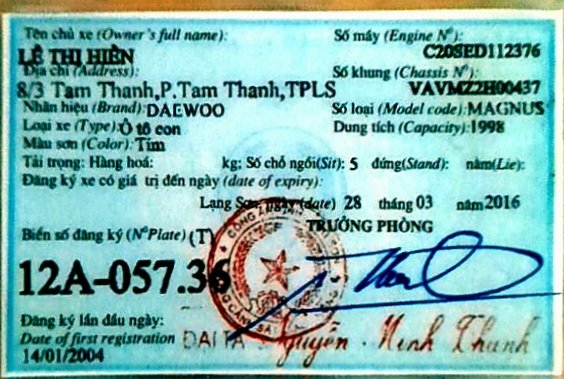 Tên chủ xe (Owner's full name): Số máy (Engine Nº):
LÊ THỊ HIỀN C20SED112376
Địa chỉ (Address): Số khung (Chassis Nº):
8/3 Tam Thanh,P.Tam Thanh,TPLS VAVMZ2H00437
Nhãn hiệu (Brand): DAEWOO Số loại (Model code): MAGNUS
Loại xe (Type): Ô tô con Dung tích (Capacity): 1998
Màu sơn (Color): Tím
Tải trọng: Hàng hoá: kg; Số chỗ ngồi(Sit): 5 đứng(Stand): nằm(Lie):
Đăng ký xe có giá trị đến ngày (date of expiry):
Lạng Sơn, ngày (date) 28 tháng 03 năm 2016
TRƯỞNG PHÒNG
Biển số đăng ký (NºPlate) (T)
12A-057.36
Đăng ký lần đầu ngày:
Date of first registration ĐẠI TÁ Nguyễn Minh Thanh
14/01/2004